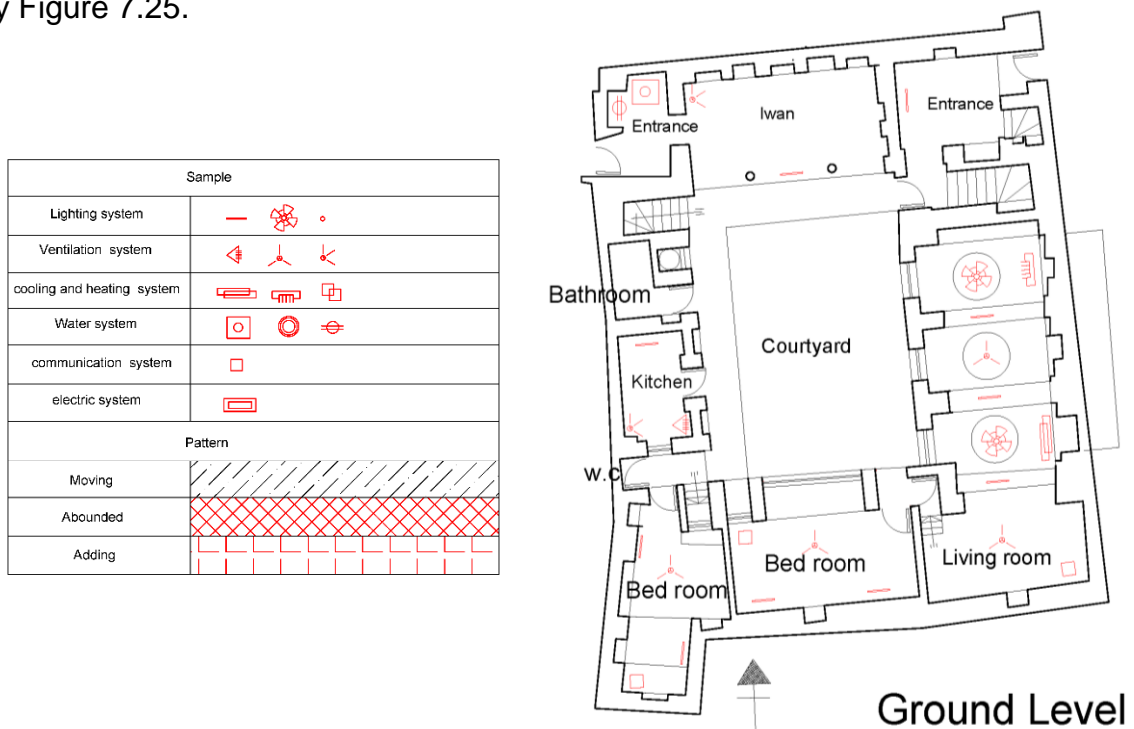 y Figure 7.25.
Sample
Lighting system
Ventilation system
cooling and heating system
Water system
communication system
electric system
Pattern
Moving
Abounded
Adding
Entrance
Iwan
Entrance
Bathroom
Courtyard
Kitchen
w.c
Bed room
Bed room
Living room
Ground Level